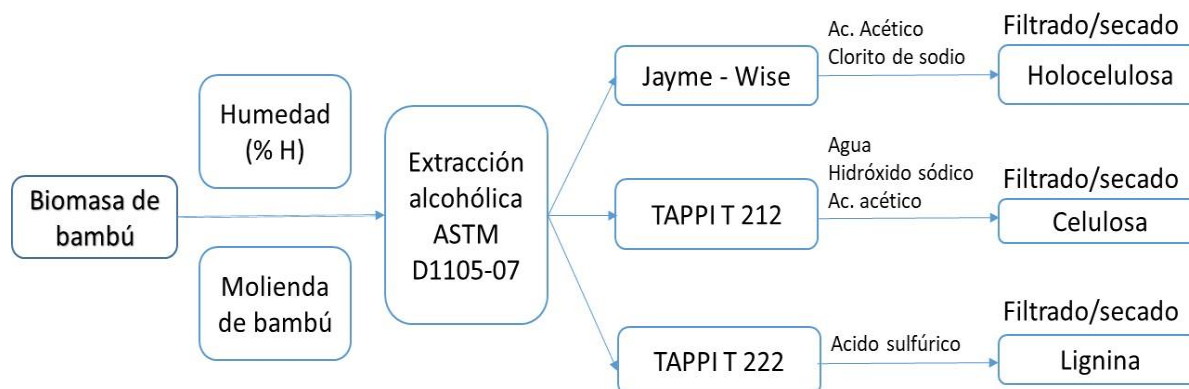 Biomasa de
bambú
Humedad
(% H)
Molienda
de bambú
Extracción
alcohólica
ASTM
D1105-07
Jayme - Wise
Ac. Acético
Clorito de sodio
Filtrado/secado
Holocelulosa
TAPPI T 212
Agua
Hidróxido sódico
Ac. acético
Filtrado/secado
Celulosa
TAPPI T 222
Acido sulfúrico
Filtrado/secado
Lignina